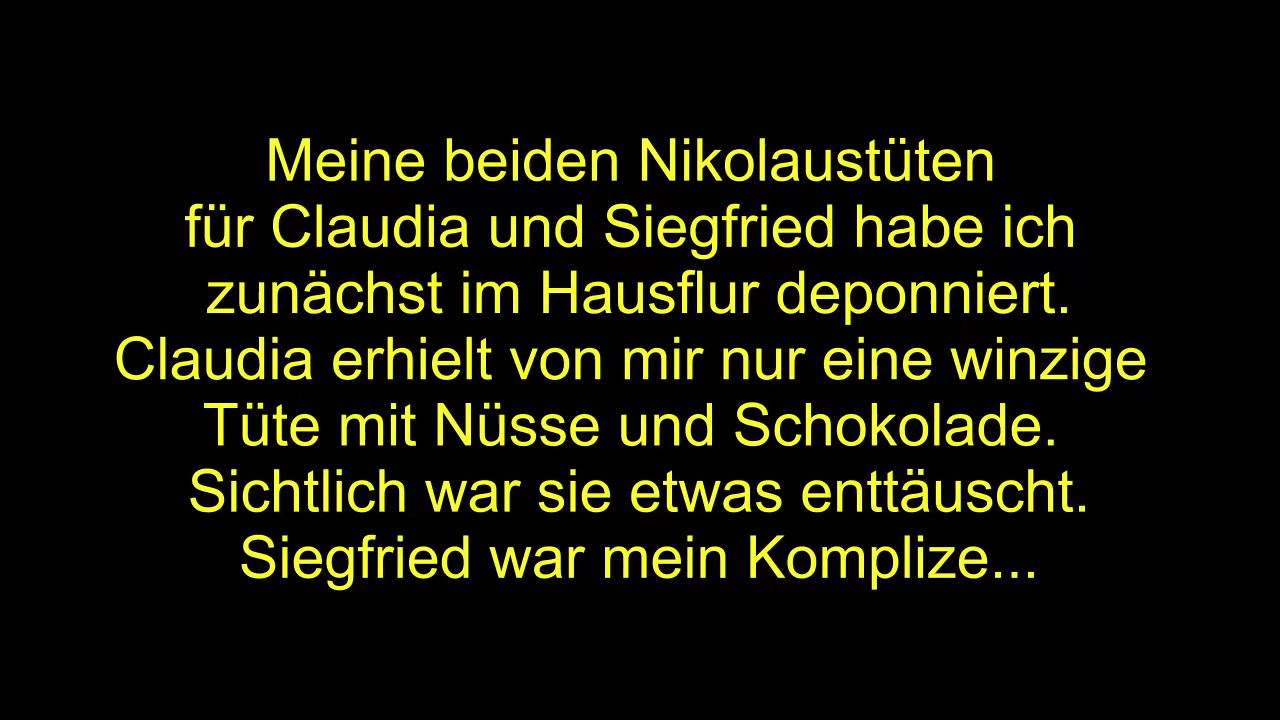 Meine beiden Nikolaustüten
für Claudia und Siegfried habe ich
zunächst im Hausflur deponniert.
Claudia erhielt von mir nur eine winzige
Tüte mit Nüsse und Schokolade.
Sichtlich war sie etwas enttäuscht.
Siegfried war mein Komplize...